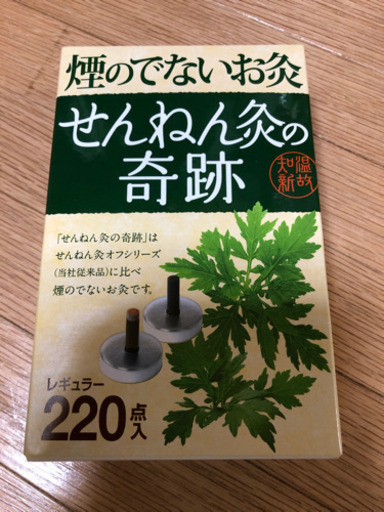 煙のでないお灸
せんねん灸の
奇跡
温故
知新
「せんねん灸の奇跡」は
せんねん灸オフシリーズ
(当社従来品)に比べ
煙のでないお灸です。
レギュラー
220点入